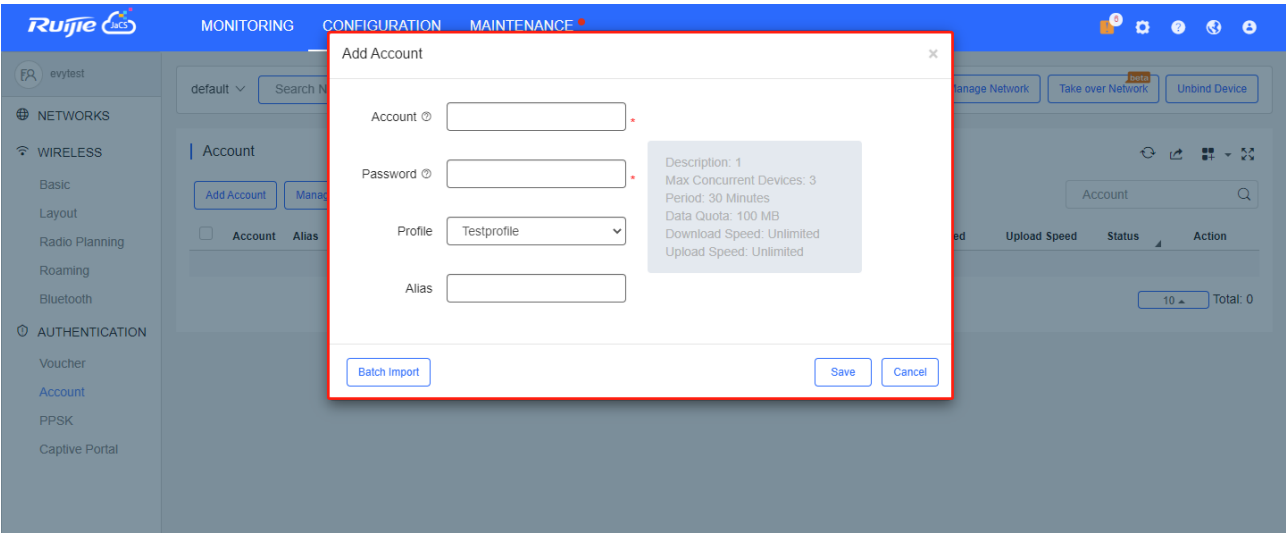 Ruijie JaCS MONITORING CONFIGURATION MAINTENANCE 8 ?
evytest
NETWORKS
WIRELESS
Basic
Layout
Radio Planning
Roaming
Bluetooth
AUTHENTICATION
Voucher
Account
PPSK
Captive Portal
default Search N
Manage Network Take over Network beta Unbind Device
Account
Add Account Manag Account
Account Alias ed Upload Speed Status Action
10 Total: 0
Add Account ×
Account ? *
Password ? *
Profile Testprofile
Alias
Description: 1
Max Concurrent Devices: 3
Period: 30 Minutes
Data Quota: 100 MB
Download Speed: Unlimited
Upload Speed: Unlimited
Batch Import Save Cancel